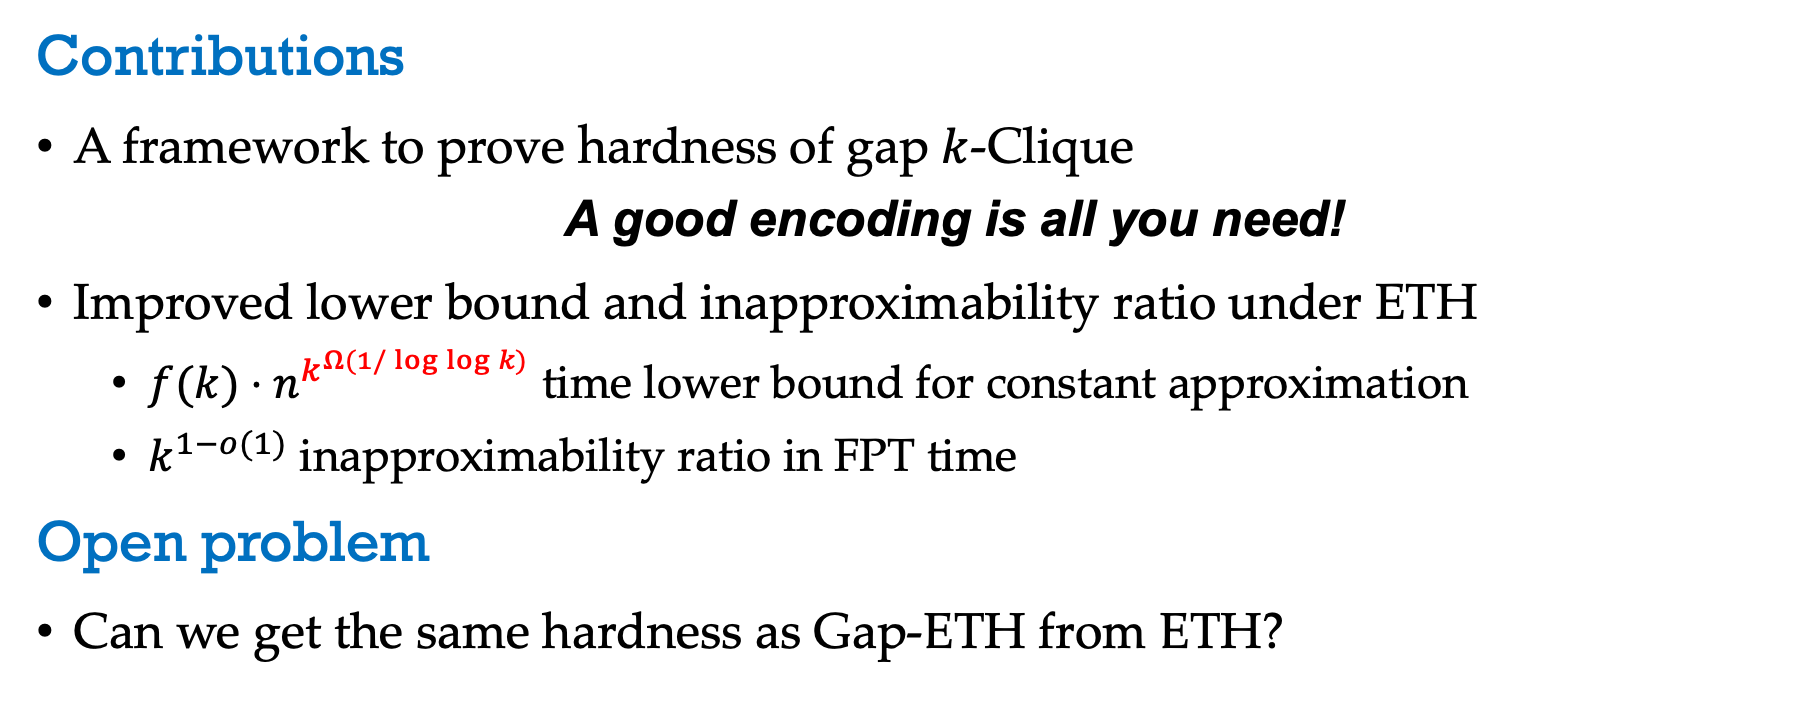 Contributions
• A framework to prove hardness of gap k-Clique
A good encoding is all you need!
• Improved lower bound and inapproximability ratio under ETH
• f(k) · n^{k^{Ω(1/ log log k)}} time lower bound for constant approximation
• k^{1−o(1)} inapproximability ratio in FPT time
Open problem
• Can we get the same hardness as Gap-ETH from ETH?